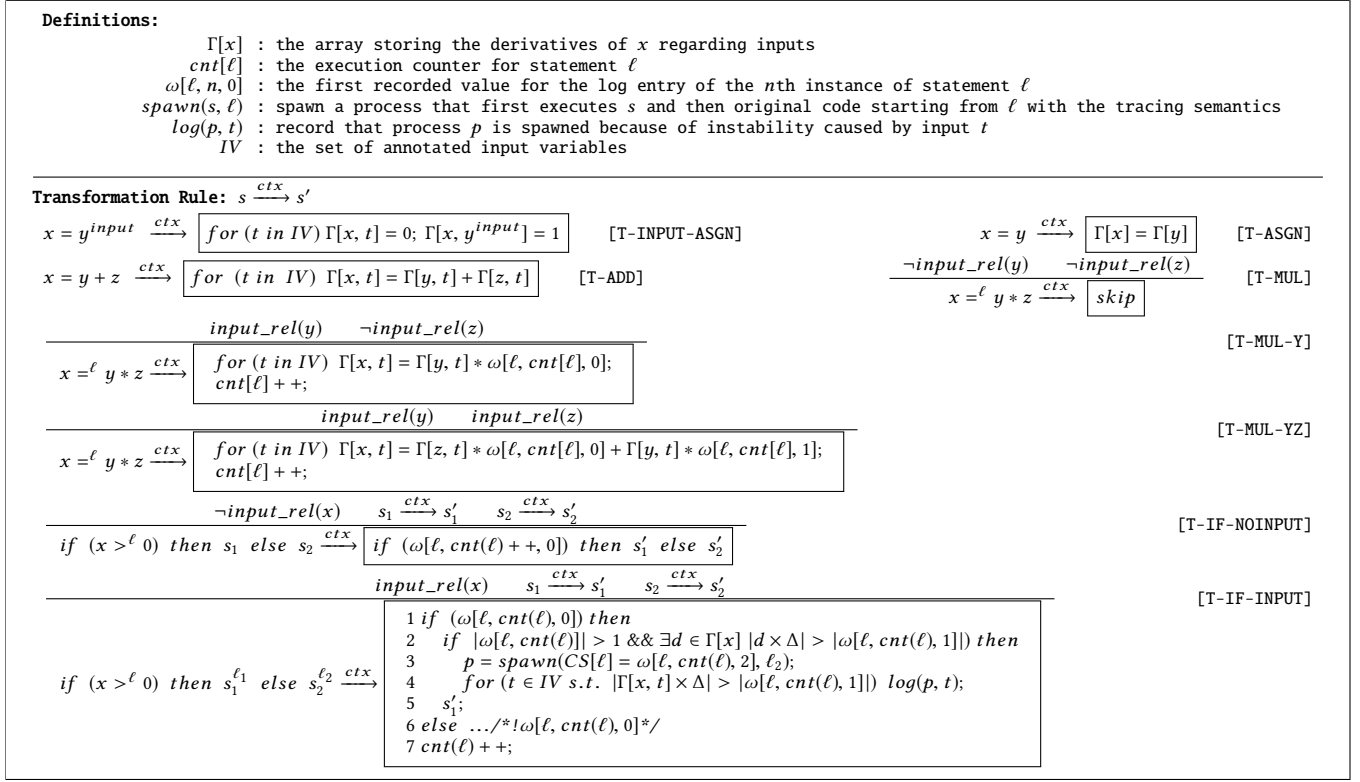 Definitions:
Γ[x] : the array storing the derivatives of x regarding inputs
cnt[ℓ] : the execution counter for statement ℓ
ω[ℓ, n, 0] : the first recorded value for the log entry of the nth instance of statement ℓ
spawn(s, ℓ) : spawn a process that first executes s and then original code starting from ℓ with the tracing semantics
log(p, t) : record that process p is spawned because of instability caused by input t
IV : the set of annotated input variables
Transformation Rule: s —ctx→ s′
x = y^input —ctx→ for (t in IV) Γ[x, t] = 0; Γ[x, y^input] = 1 [T-INPUT-ASGN] x = y —ctx→ Γ[x] = Γ[y] [T-ASGN]
x = y + z —ctx→ for (t in IV) Γ[x, t] = Γ[y, t] + Γ[z, t] [T-ADD]
¬input_rel(y) ¬input_rel(z)
x =^ℓ y ∗ z —ctx→ skip [T-MUL]
input_rel(y) ¬input_rel(z)
x =^ℓ y ∗ z —ctx→ for (t in IV) Γ[x, t] = Γ[y, t] ∗ ω[ℓ, cnt[ℓ], 0];
cnt[ℓ] + +;
[T-MUL-Y]
input_rel(y) input_rel(z)
x =^ℓ y ∗ z —ctx→ for (t in IV) Γ[x, t] = Γ[z, t] ∗ ω[ℓ, cnt[ℓ], 0] + Γ[y, t] ∗ ω[ℓ, cnt[ℓ], 1];
cnt[ℓ] + +;
[T-MUL-YZ]
¬input_rel(x) s₁ —ctx→ s₁′ s₂ —ctx→ s₂′
if (x >^ℓ 0) then s₁ else s₂ —ctx→ if (ω[ℓ, cnt(ℓ) + +, 0]) then s₁′ else s₂′
[T-IF-NOINPUT]
input_rel(x) s₁ —ctx→ s₁′ s₂ —ctx→ s₂′
[T-IF-INPUT]
if (x >^ℓ 0) then s₁^ℓ₁ else s₂^ℓ₂ —ctx→
1 if (ω[ℓ, cnt(ℓ), 0]) then
2 if |ω[ℓ, cnt(ℓ)]| > 1 && ∃d ∈ Γ[x] |d × Δ| > |ω[ℓ, cnt(ℓ), 1]|) then
3 p = spawn(CS[ℓ] = ω[ℓ, cnt(ℓ), 2], ℓ₂);
4 for (t ∈ IV s.t. |Γ[x, t] × Δ| > |ω[ℓ, cnt(ℓ), 1]|) log(p, t);
5 s₁′;
6 else .../*!ω[ℓ, cnt(ℓ), 0]*/
7 cnt(ℓ) + +;